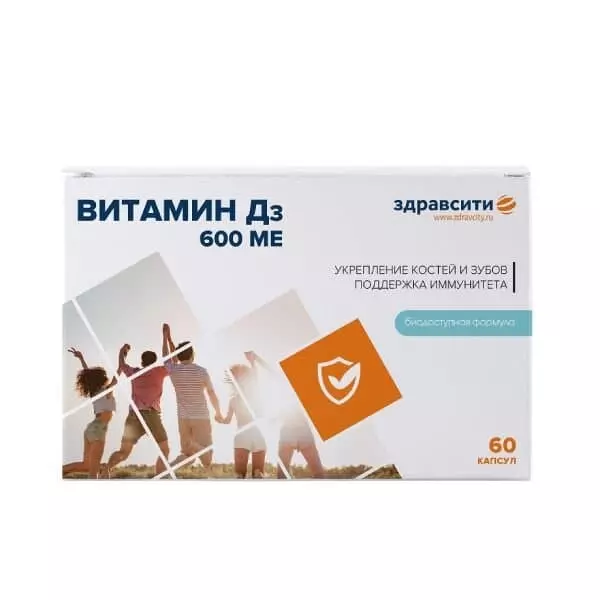 ВИТАМИН Д3
600 МЕ
здравсити
www.zdravcity.ru
УКРЕПЛЕНИЕ КОСТЕЙ И ЗУБОВ
ПОДДЕРЖКА ИММУНИТЕТА
биодоступная формула
60
КАПСУЛ